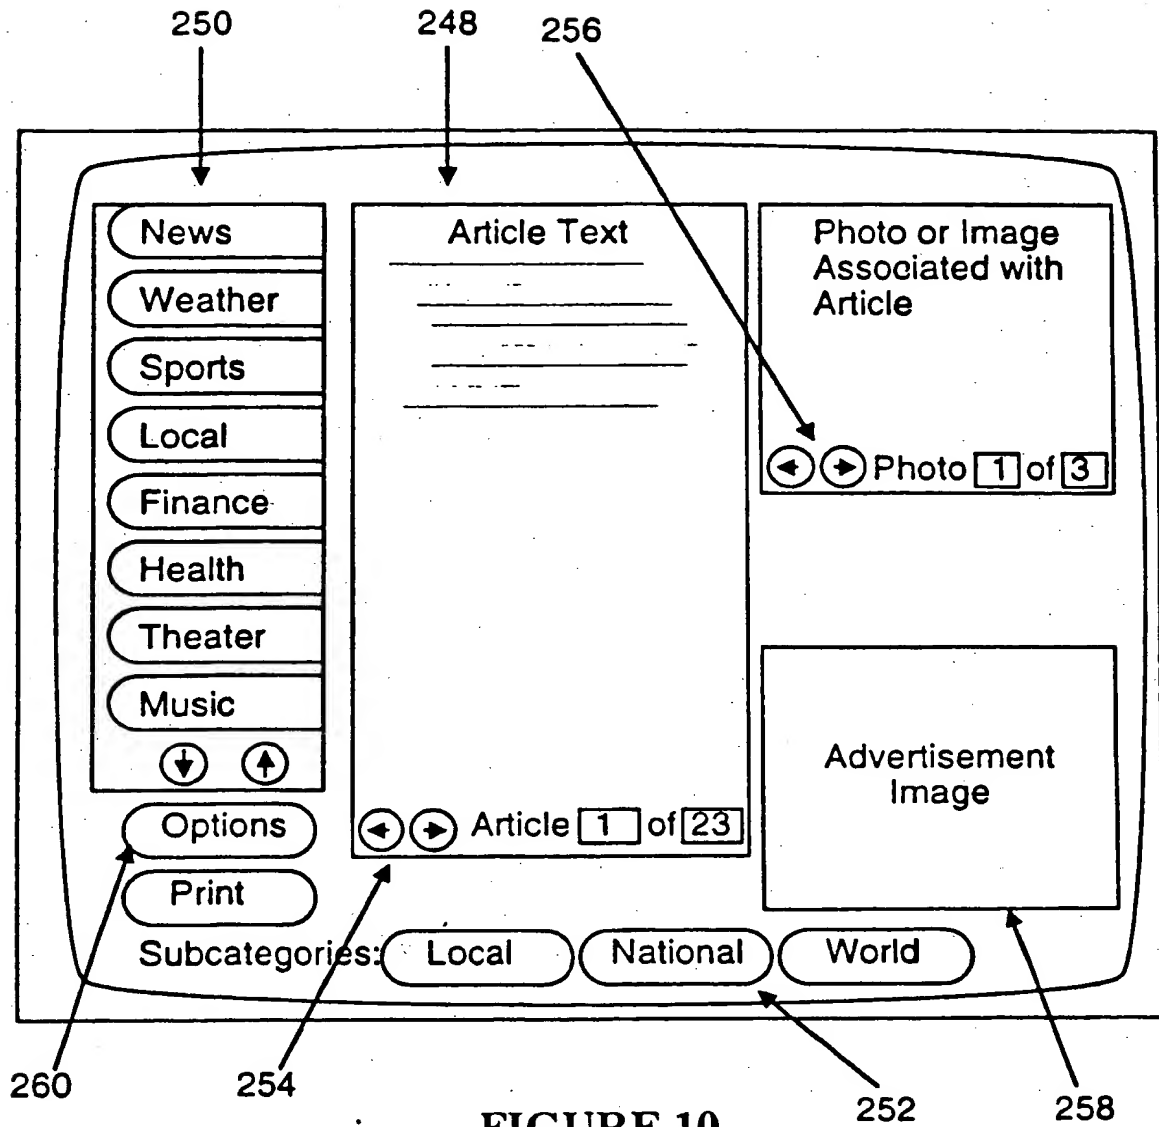 250
248
256
News
Weather
Sports
Local
Finance
Health
Theater
Music
Options
Print
Article Text
Article 1 of 23
Photo or Image
Associated with
Article
Photo 1 of 3
Advertisement
Image
Subcategories: Local National World
260
254
252
258
FIGURE 10